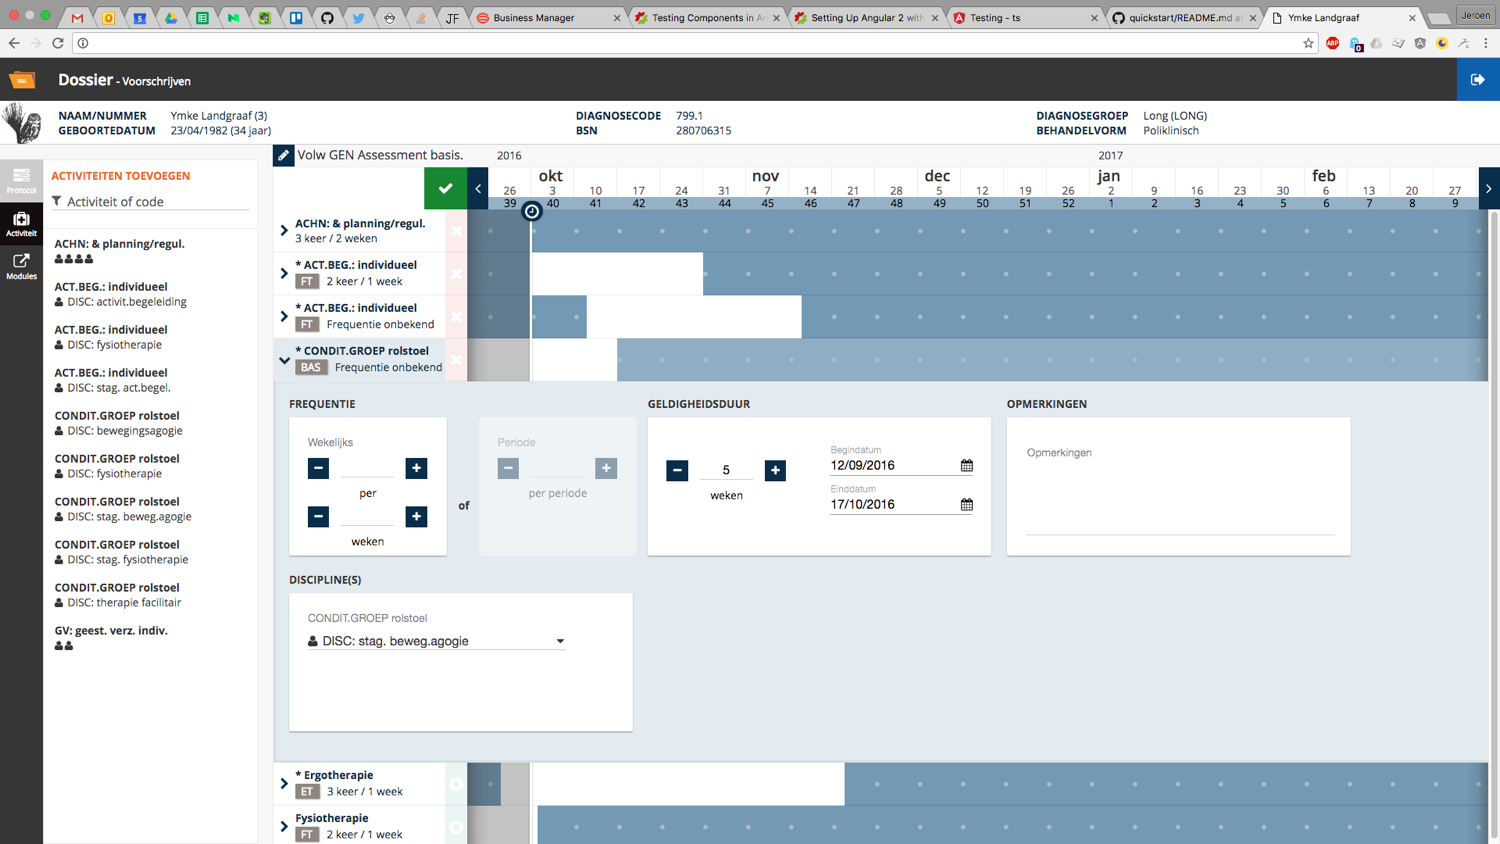 Business Manager
Testing Components in An
Setting Up Angular 2 with
Testing - ts
quickstart/README.md at
Ymke Landgraaf
Jeroen
JF
ABP
0
Dossier - Voorschrijven
NAAM/NUMMER Ymke Landgraaf (3)
GEBOORTEDATUM 23/04/1982 (34 jaar)
DIAGNOSECODE 799.1
BSN 280706315
DIAGNOSEGROEP Long (LONG)
BEHANDELVORM Poliklinisch
Protocol
Activiteit
Modules
ACTIVITEITEN TOEVOEGEN
Activiteit of code
ACHN: & planning/regul.
ACT.BEG.: individueel
DISC: activit.begeleiding
ACT.BEG.: individueel
DISC: fysiotherapie
ACT.BEG.: individueel
DISC: stag. act.begel.
CONDIT.GROEP rolstoel
DISC: bewegingsagogie
CONDIT.GROEP rolstoel
DISC: fysiotherapie
CONDIT.GROEP rolstoel
DISC: stag. beweg.agogie
CONDIT.GROEP rolstoel
DISC: stag. fysiotherapie
CONDIT.GROEP rolstoel
DISC: therapie facilitair
GV: geest. verz. indiv.
Volw GEN Assessment basis.
2016 2017
okt nov dec jan feb
26 3 10 17 24 31 7 14 21 28 5 12 19 26 2 9 16 23 30 6 13 20 27
39 40 41 42 43 44 45 46 47 48 49 50 51 52 1 2 3 4 5 6 7 8 9
ACHN: & planning/regul.
3 keer / 2 weken
* ACT.BEG.: individueel
FT 2 keer / 1 week
* ACT.BEG.: individueel
FT Frequentie onbekend
* CONDIT.GROEP rolstoel
BAS Frequentie onbekend
FREQUENTIE
Wekelijks
per
weken
of
Periode
per periode
GELDIGHEIDSDUUR
5
weken
Begindatum
12/09/2016
Einddatum
17/10/2016
OPMERKINGEN
Opmerkingen
DISCIPLINE(S)
CONDIT.GROEP rolstoel
DISC: stag. beweg.agogie
* Ergotherapie
ET 3 keer / 1 week
Fysiotherapie
FT 2 keer / 1 week